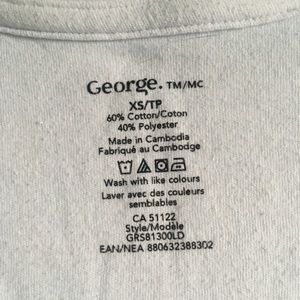 George. TM/MC
XS/TP
60% Cotton/Coton
40% Polyester
Made in Cambodia
Fabriqué au Cambodge
Wash with like colours
Laver avec des couleurs
semblables
CA 51122
Style/Modèle
GRS81300LD
EAN/NEA 880632388302